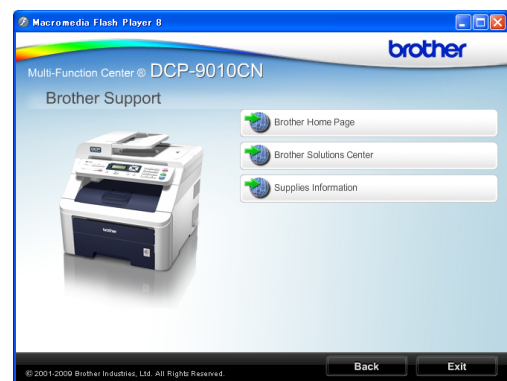 Macromedia Flash Player 8
brother
Multi-Function Center ® DCP-9010CN
Brother Support
Brother Home Page
Brother Solutions Center
Supplies Information
Back
Exit
© 2001-2009 Brother Industries, Ltd. All Rights Reserved.